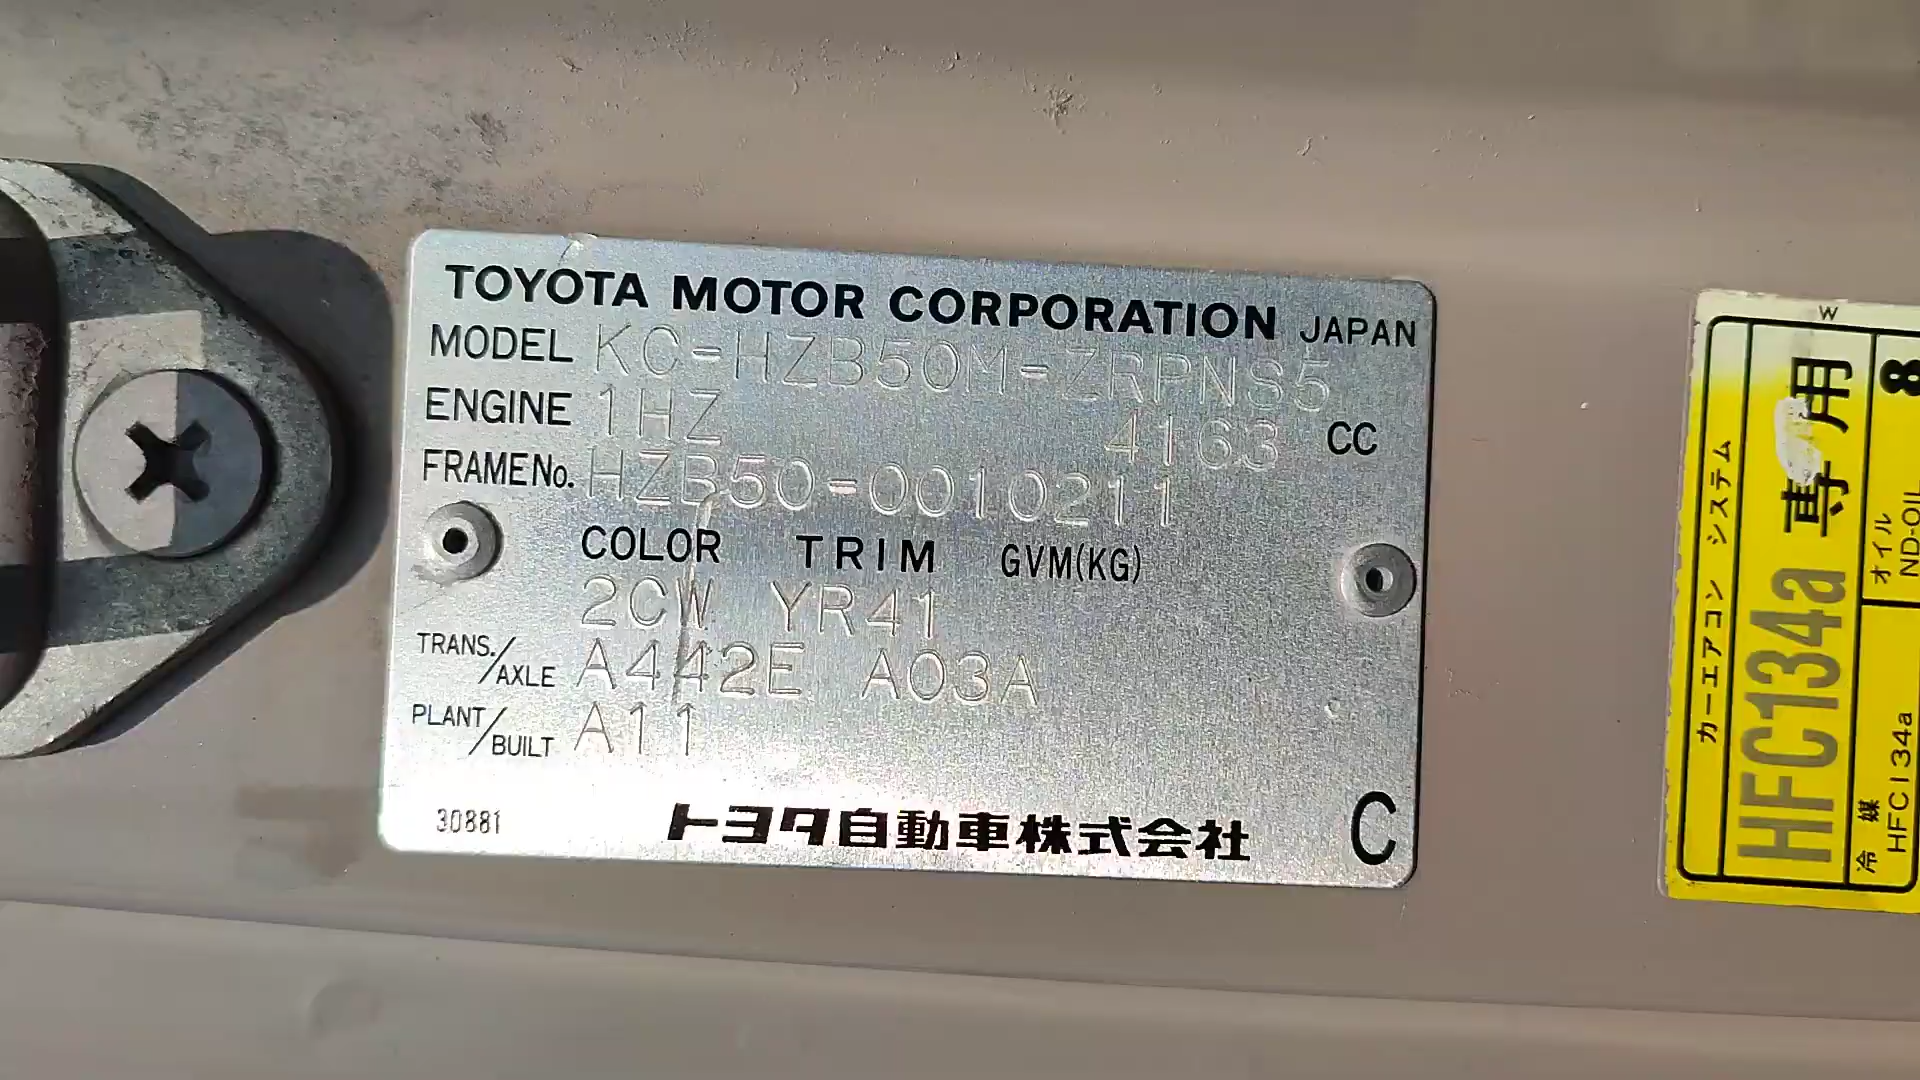 TOYOTA MOTOR CORPORATION JAPAN
MODEL KC-HZB50M-ZRPNS5
ENGINE 1HZ 4163 CC
FRAME No. HZB50-0010211
COLOR TRIM GVM(KG)
2CW YR41
TRANS./AXLE A442E A03A
PLANT/BUILT A11
30881 トヨタ自動車株式会社 C
W
カーエアコン システム
HFC134a 専用
8
オイル ND-OIL
冷媒 HFC134a